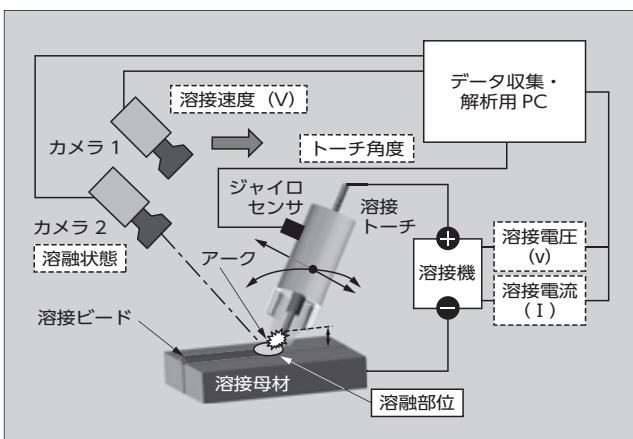 データ収集・
解析用 PC
溶接速度（V）
カメラ 1
トーチ角度
ジャイロ
センサ
溶接
トーチ
カメラ 2
溶融状態
アーク
＋
溶接機
－
溶接電圧
(v)
溶接電流
( I )
溶接ビード
溶接母材
溶融部位